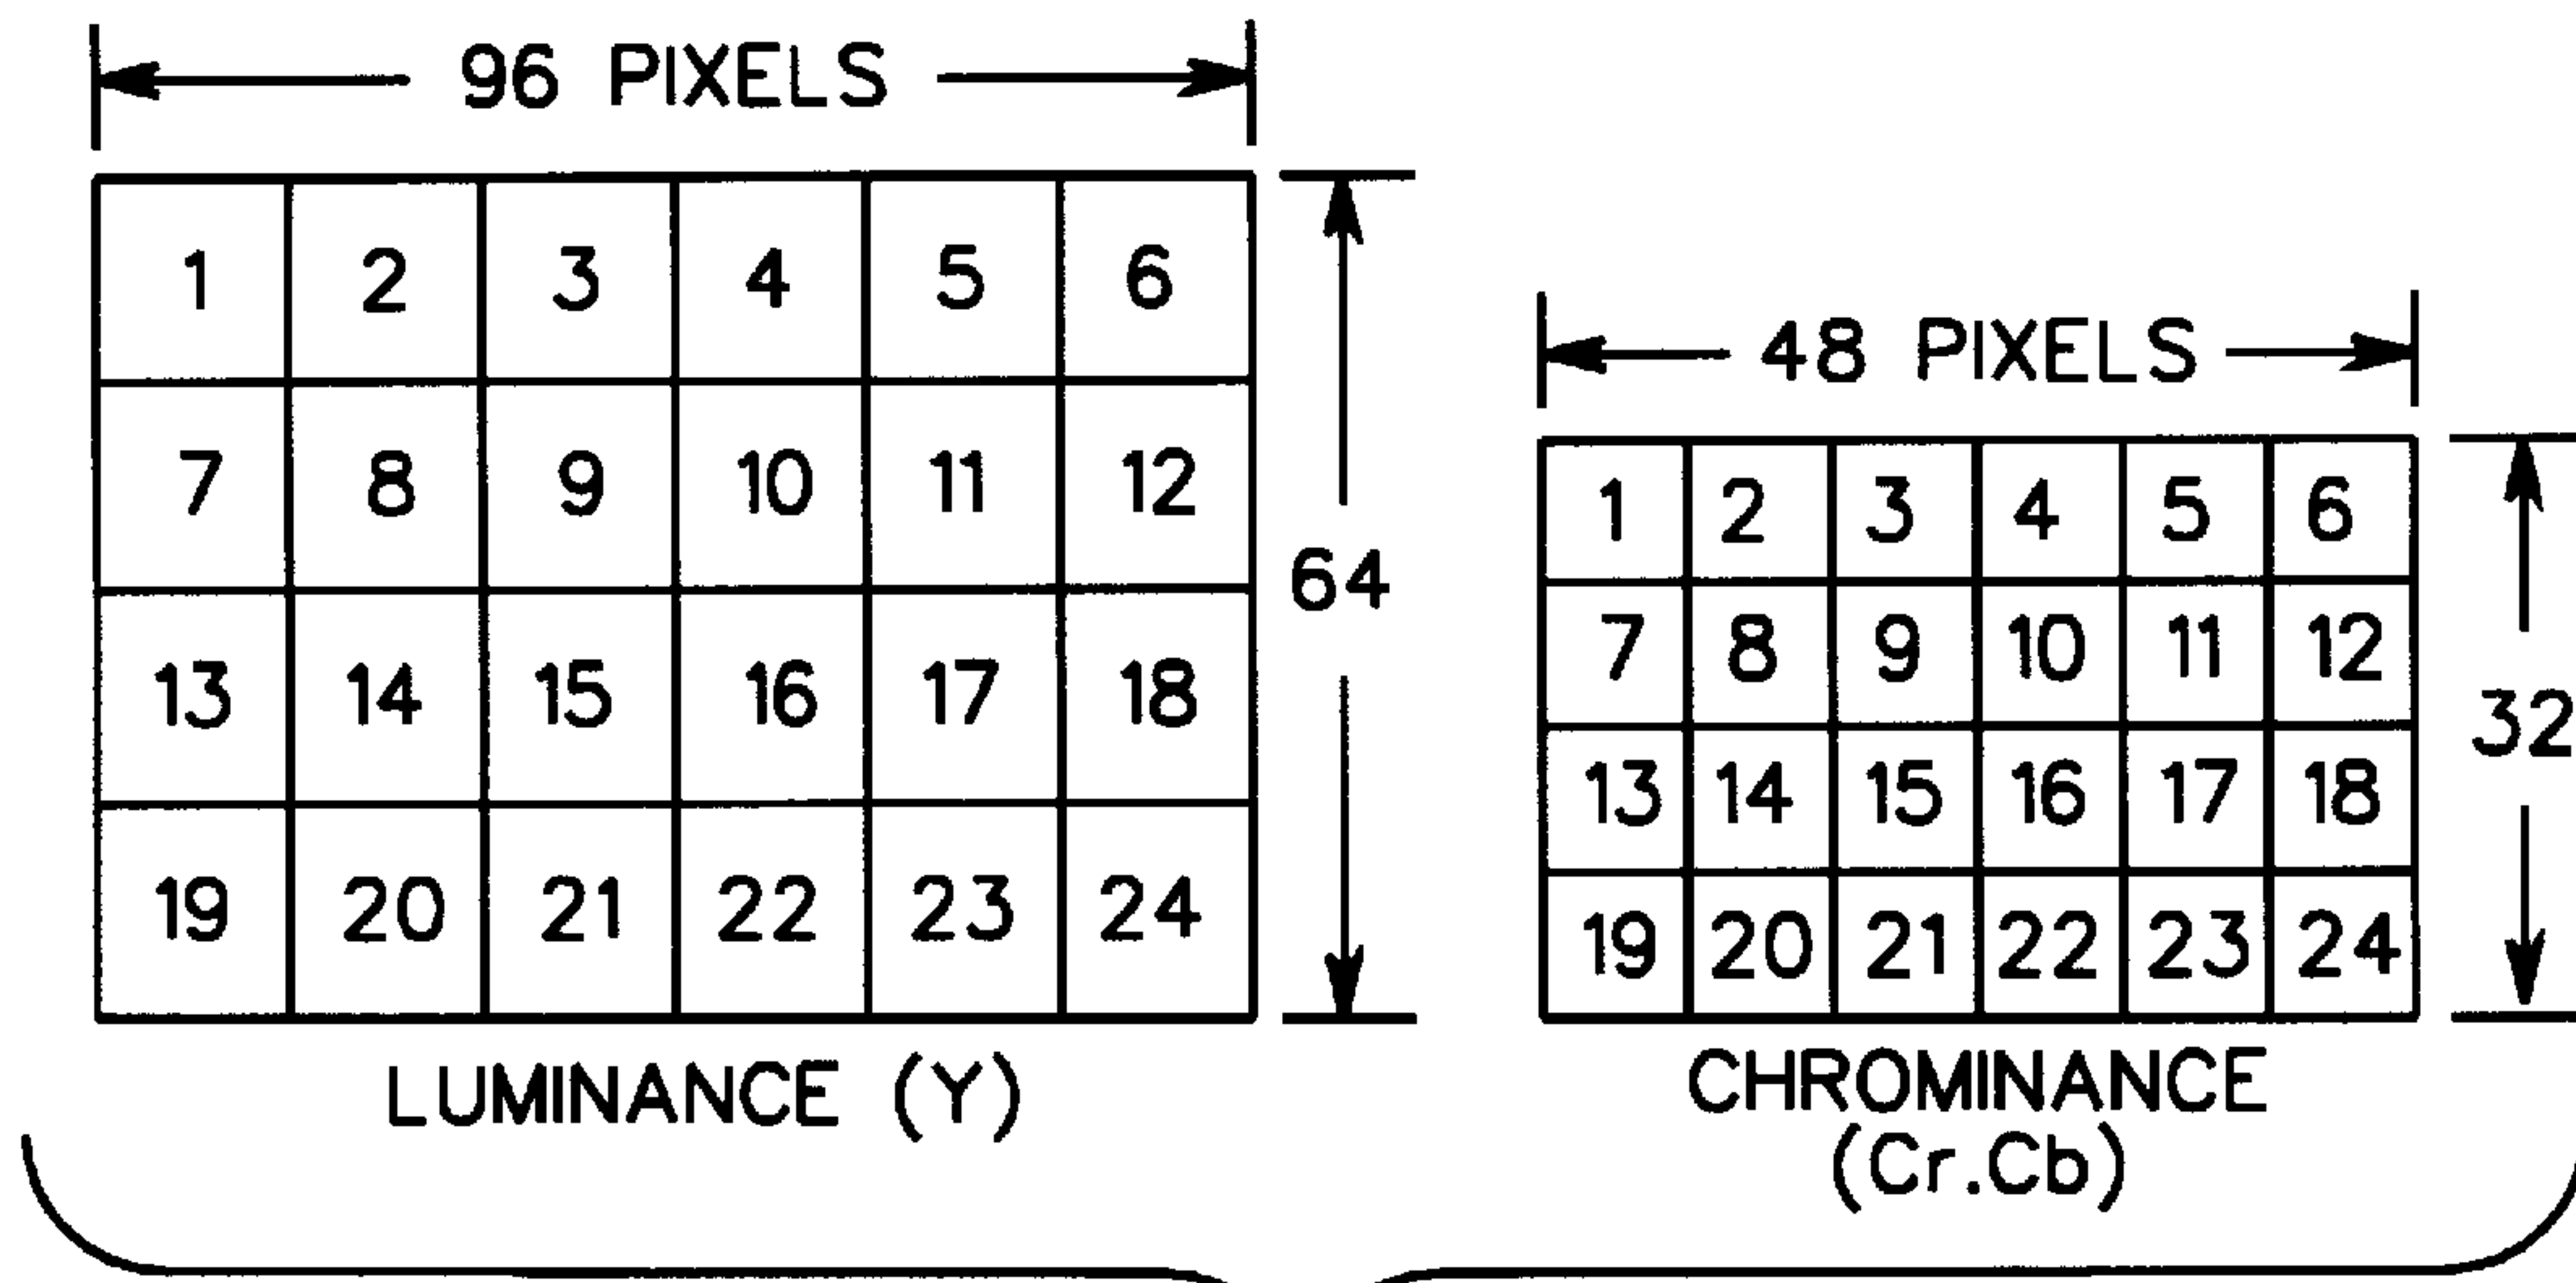 96 PIXELS
1 2 3 4 5 6
7 8 9 10 11 12
13 14 15 16 17 18
19 20 21 22 23 24
64
LUMINANCE (Y)
48 PIXELS
1 2 3 4 5 6
7 8 9 10 11 12
13 14 15 16 17 18
19 20 21 22 23 24
32
CHROMINANCE
(Cr.Cb)